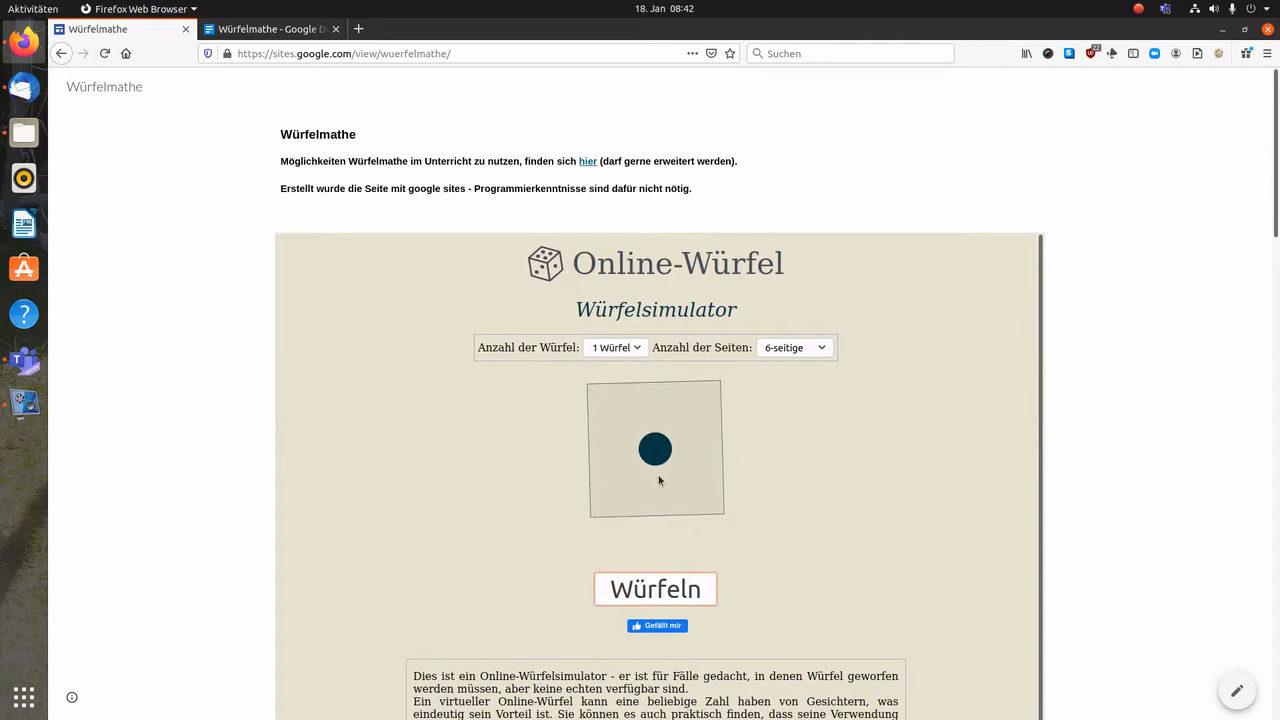 Aktivitäten
Firefox Web Browser
18. Jan 08:42
Würfelmathe
Würfelmathe - Google D
https://sites.google.com/view/wuerfelmathe/
Suchen
22
Würfelmathe
Würfelmathe
Möglichkeiten Würfelmathe im Unterricht zu nutzen, finden sich hier (darf gerne erweitert werden).
Erstellt wurde die Seite mit google sites - Programmierkenntnisse sind dafür nicht nötig.
Online-Würfel
Würfelsimulator
Anzahl der Würfel: 1 Würfel Anzahl der Seiten: 6-seitige
Würfeln
Gefällt mir
Dies ist ein Online-Würfelsimulator - er ist für Fälle gedacht, in denen Würfel geworfen
werden müssen, aber keine echten verfügbar sind.
Ein virtueller Online-Würfel kann eine beliebige Zahl haben von Gesichtern, was
eindeutig sein Vorteil ist. Sie können es auch praktisch finden, dass seine Verwendung